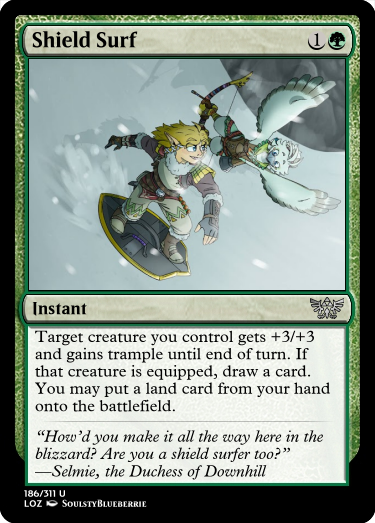 Shield Surf 1
Instant
Target creature you control gets +3/+3
and gains trample until end of turn. If
that creature is equipped, draw a card.
You may put a land card from your hand
onto the battlefield.
“How'd you make it all the way here in the
blizzard? Are you a shield surfer too?”
—Selmie, the Duchess of Downhill
186/311 U
LOZ SoulstyBlueberrie